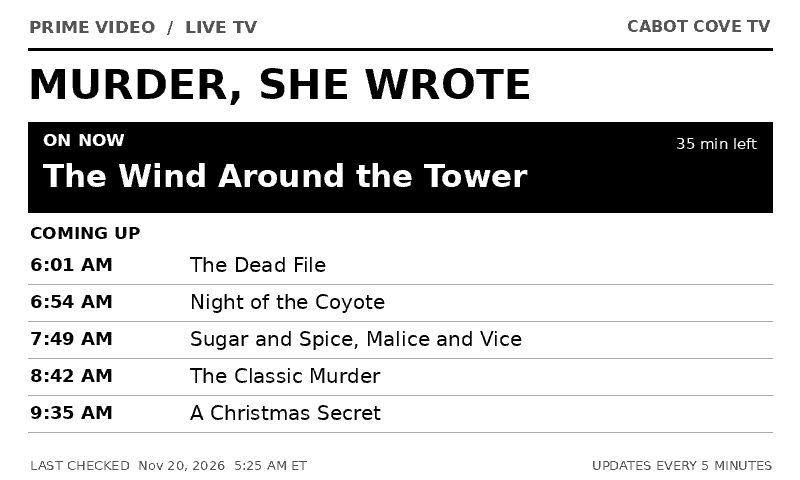 PRIME VIDEO / LIVE TV
CABOT COVE TV
MURDER, SHE WROTE
ON NOW
35 min left
The Wind Around the Tower
COMING UP
6:01 AM The Dead File
6:54 AM Night of the Coyote
7:49 AM Sugar and Spice, Malice and Vice
8:42 AM The Classic Murder
9:35 AM A Christmas Secret
LAST CHECKED Nov 20, 2026 5:25 AM ET
UPDATES EVERY 5 MINUTES